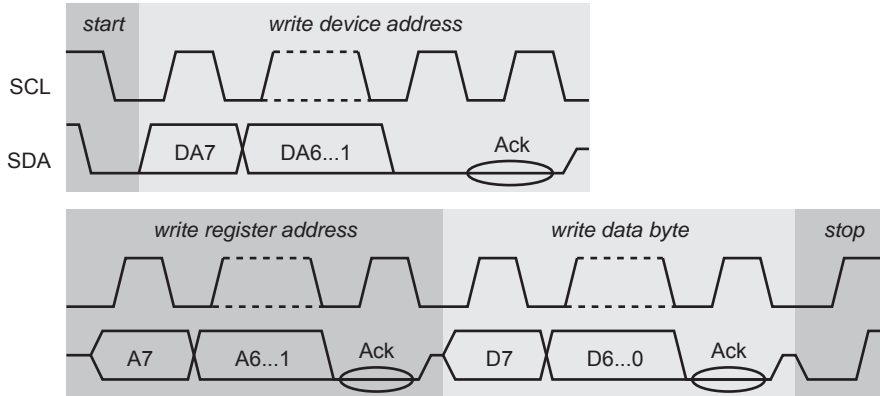 start write device address
SCL
SDA DA7 DA6...1 Ack
write register address write data byte stop
A7 A6...1 Ack D7 D6...0 Ack